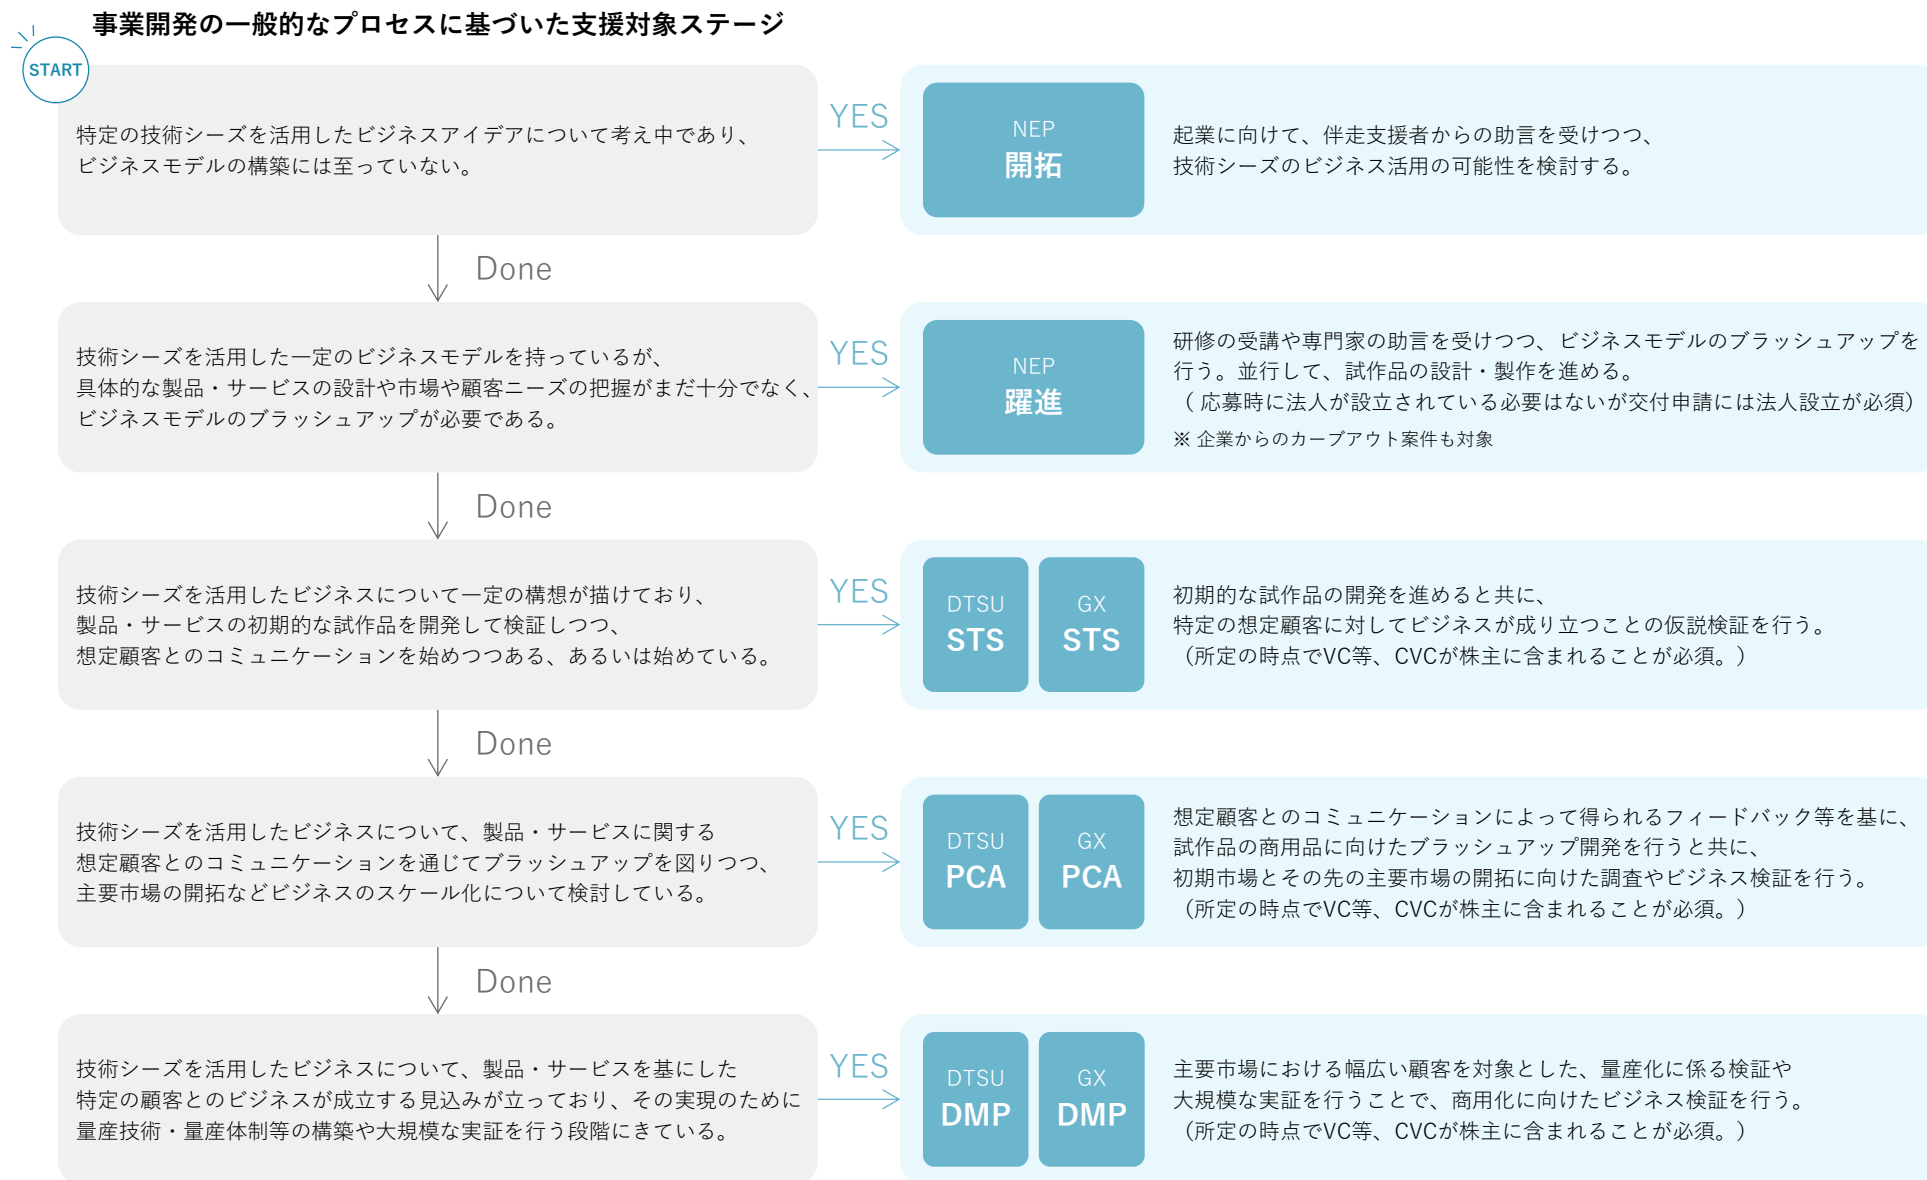 事業開発の一般的なプロセスに基づいた支援対象ステージ
START
特定の技術シーズを活用したビジネスアイデアについて考え中であり、
ビジネスモデルの構築には至っていない。
YES
NEP
開拓
起業に向けて、伴走支援者からの助言を受けつつ、
技術シーズのビジネス活用の可能性を検討する。
Done
技術シーズを活用した一定のビジネスモデルを持っているが、
具体的な製品・サービスの設計や市場や顧客ニーズの把握がまだ十分でなく、
ビジネスモデルのブラッシュアップが必要である。
YES
NEP
躍進
研修の受講や専門家の助言を受けつつ、ビジネスモデルのブラッシュアップを
行う。並行して、試作品の設計・製作を進める。
（ 応募時に法人が設立されている必要はないが交付申請には法人設立が必須）
※ 企業からのカーブアウト案件も対象
Done
技術シーズを活用したビジネスについて一定の構想が描けており、
製品・サービスの初期的な試作品を開発して検証しつつ、
想定顧客とのコミュニケーションを始めつつある、あるいは始めている。
YES
DTSU
STS
GX
STS
初期的な試作品の開発を進めると共に、
特定の想定顧客に対してビジネスが成り立つことの仮説検証を行う。
（所定の時点でVC等、CVCが株主に含まれることが必須。）
Done
技術シーズを活用したビジネスについて、製品・サービスに関する
想定顧客とのコミュニケーションを通じてブラッシュアップを図りつつ、
主要市場の開拓などビジネスのスケール化について検討している。
YES
DTSU
PCA
GX
PCA
想定顧客とのコミュニケーションによって得られるフィードバック等を基に、
試作品の商用品に向けたブラッシュアップ開発を行うと共に、
初期市場とその先の主要市場の開拓に向けた調査やビジネス検証を行う。
（所定の時点でVC等、CVCが株主に含まれることが必須。）
Done
技術シーズを活用したビジネスについて、製品・サービスを基にした
特定の顧客とのビジネスが成立する見込みが立っており、その実現のために
量産技術・量産体制等の構築や大規模な実証を行う段階にきている。
YES
DTSU
DMP
GX
DMP
主要市場における幅広い顧客を対象とした、量産化に係る検証や
大規模な実証を行うことで、商用化に向けたビジネス検証を行う。
（所定の時点でVC等、CVCが株主に含まれることが必須。）